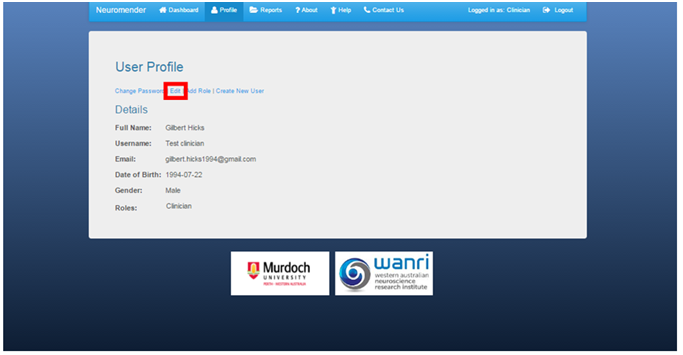 Neuromender Dashboard Profile Reports ? About Help Contact Us Logged in as: Clinician Logout
User Profile
Change Password | Edit | Add Role | Create New User
Details
Full Name: Gilbert Hicks
Username: Test clinician
Email: gilbert.hicks1994@gmail.com
Date of Birth: 1994-07-22
Gender: Male
Roles: Clinician
Murdoch
UNIVERSITY
PERTH · WESTERN AUSTRALIA
wanri
western australian
neuroscience
research institute